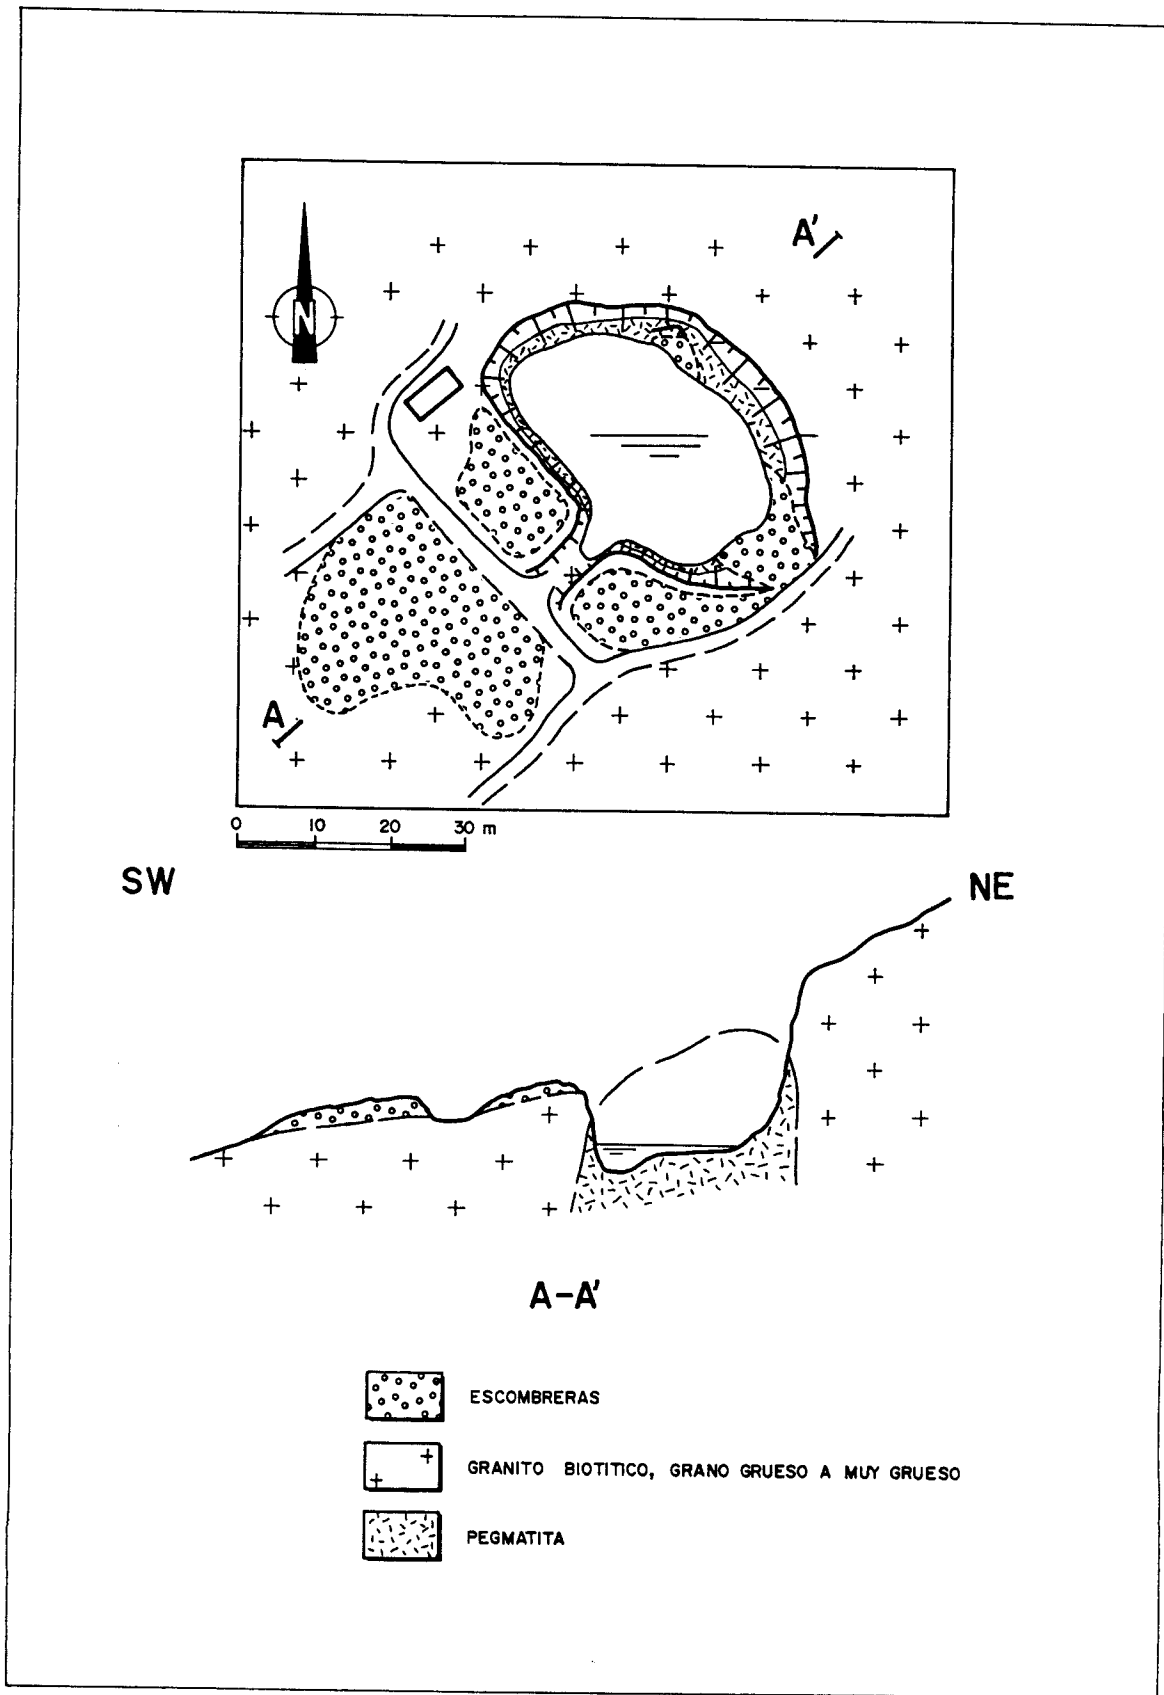 A'
N
A
0 10 20 30 m
SW NE
A-A'
ESCOMBRERAS
GRANITO BIOTITICO, GRANO GRUESO A MUY GRUESO
PEGMATITA